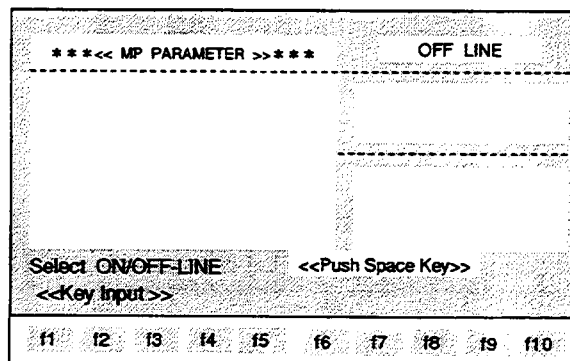 ***<< MP PARAMETER >>*** OFF LINE
Select ON/OFF-LINE <<Push Space Key>>
<<Key Input>>
f1 f2 f3 f4 f5 f6 f7 f8 f9 f10